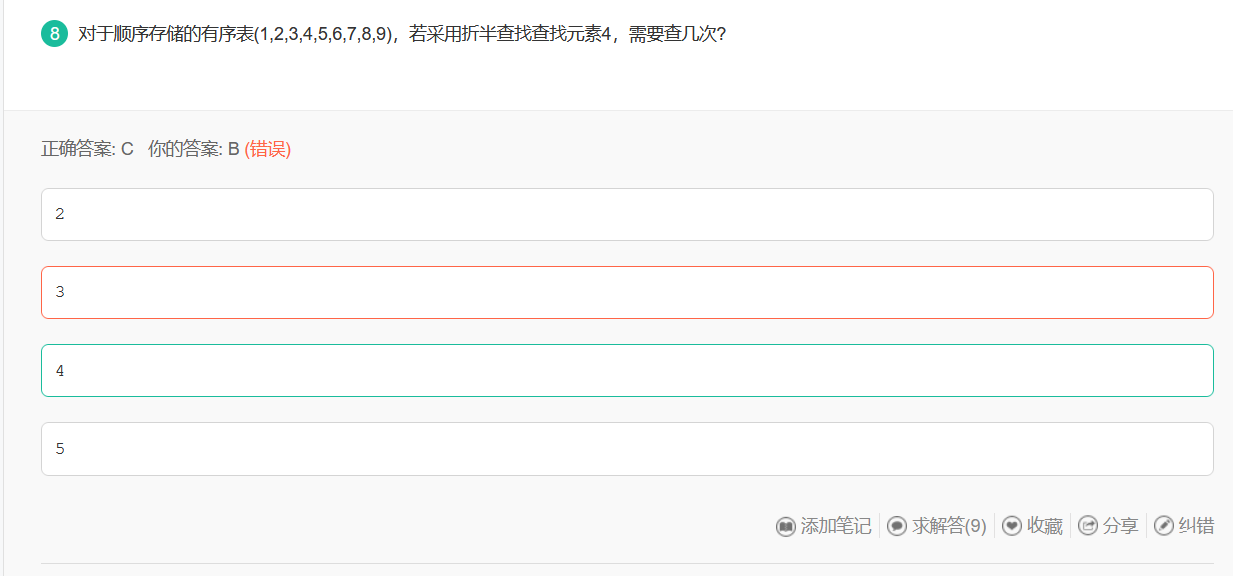 8 对于顺序存储的有序表(1,2,3,4,5,6,7,8,9)，若采用折半查找查找元素4，需要查几次?
正确答案: C 你的答案: B (错误)
2
3
4
5
添加笔记 求解答(9) 收藏 分享 纠错